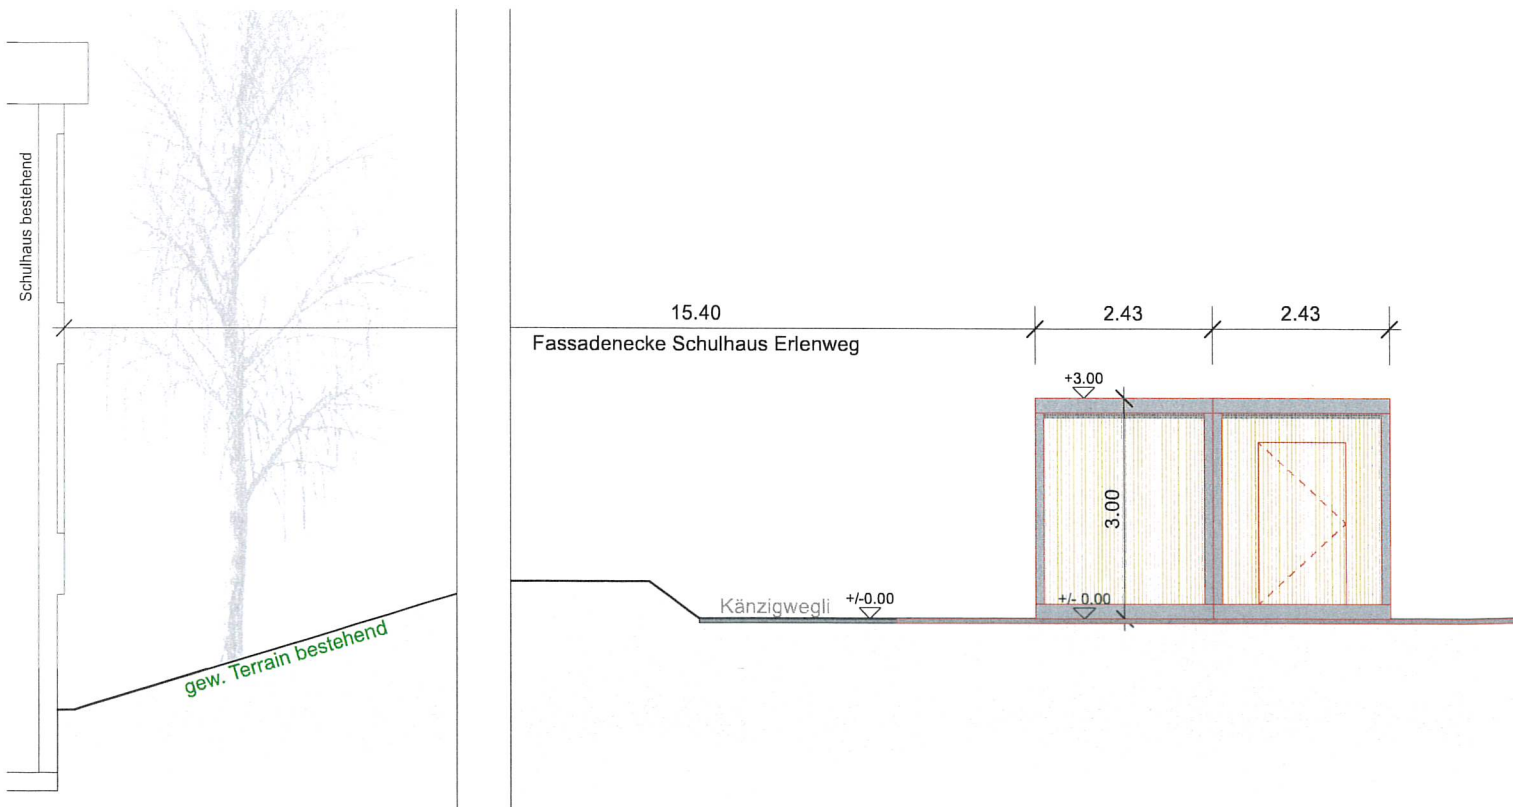 Schulhaus bestehend
15.40
2.43
2.43
Fassadenecke Schulhaus Erlenweg
+3.00
3.00
Känzigwegli
+/-0.00
+/- 0.00
gew. Terrain bestehend